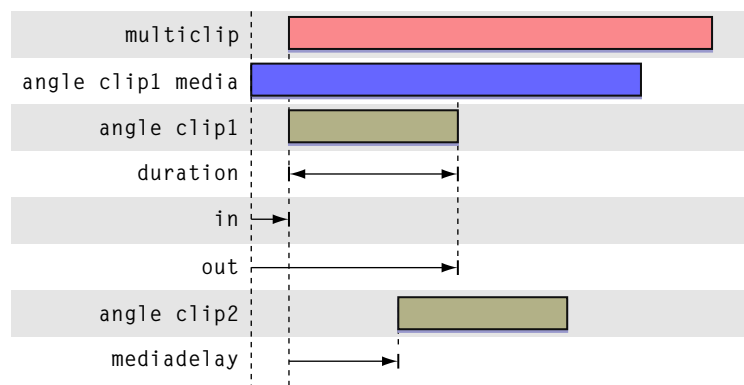 multiclip
angle clip1 media
angle clip1
duration
in
out
angle clip2
mediadelay